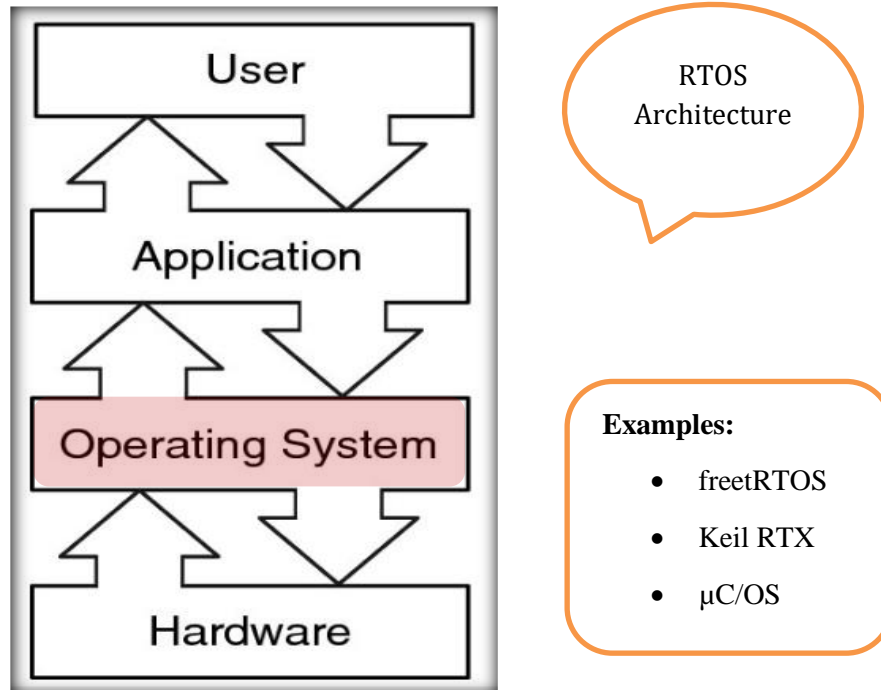 User
Application
Operating System
Hardware
RTOS
Architecture
Examples:
• freetRTOS
• Keil RTX
• µC/OS